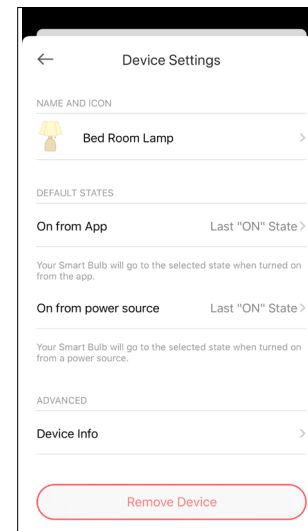 Device Settings
NAME AND ICON
Bed Room Lamp
DEFAULT STATES
On from App Last "ON" State
Your Smart Bulb will go to the selected state when turned on
from the app.
On from power source Last "ON" State
Your Smart Bulb will go to the selected state when turned on
from a power source.
ADVANCED
Device Info
Remove Device